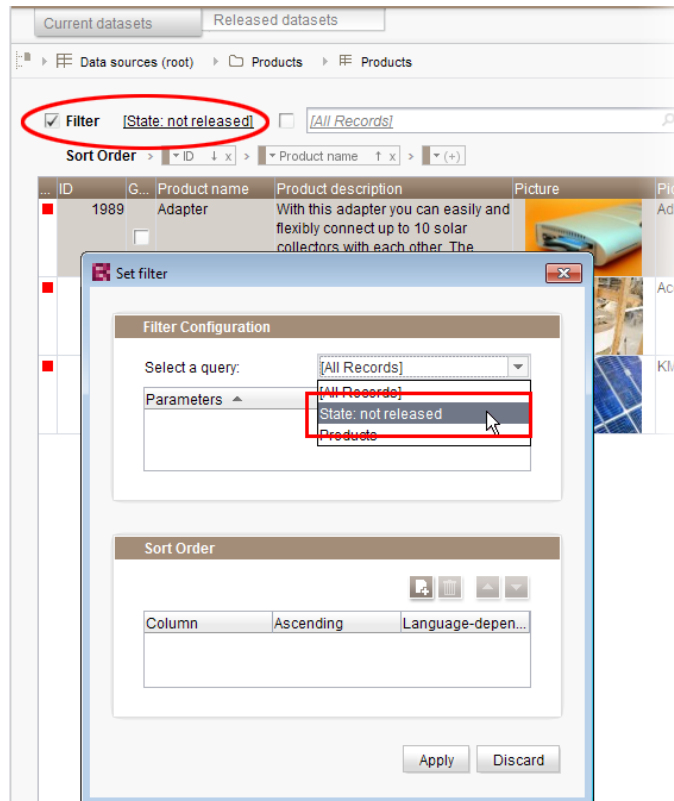 Current datasets Released datasets
Data sources (root) Products Products
Filter [State: not released] [All Records]
Sort Order > ID ↓ x > Product name ↑ x > (+)
... ID G... Product name Product description Picture
1989 Adapter With this adapter you can easily and Ad
flexibly connect up to 10 solar
collectors with each other. The
Set filter
Ac
Filter Configuration
Select a query: [All Records]
KM
[All Records]
Parameters
State: not released
Products
Sort Order
Column Ascending Language-depen...
Apply Discard